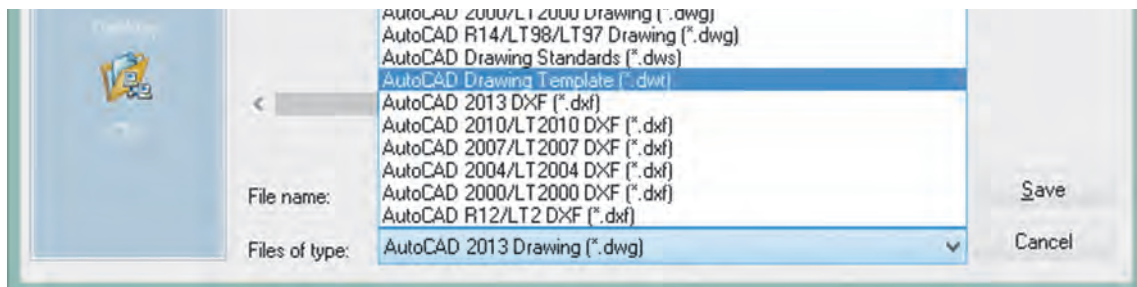 AutoCAD 2000/LT2000 Drawing (*.dwg)
AutoCAD R14/LT98/LT97 Drawing (*.dwg)
AutoCAD Drawing Standards (*.dws)
AutoCAD Drawing Template (*.dwt)
AutoCAD 2013 DXF (*.dxf)
AutoCAD 2010/LT2010 DXF (*.dxf)
AutoCAD 2007/LT2007 DXF (*.dxf)
AutoCAD 2004/LT2004 DXF (*.dxf)
AutoCAD 2000/LT2000 DXF (*.dxf)
AutoCAD R12/LT2 DXF (*.dxf)
File name:
Save
Files of type:
AutoCAD 2013 Drawing (*.dwg)
Cancel